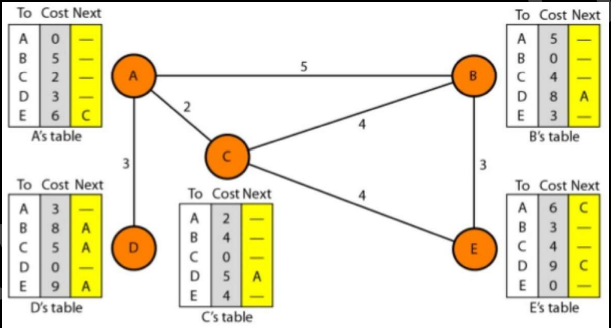 To Cost Next
A 0 —
B 5 —
C 2 —
D 3 —
E 6 C
A's table
To Cost Next
A 5 —
B 0 —
C 4 —
D 8 A
E 3 —
B's table
A
5
B
2
4
C
3
3
4
D
E
To Cost Next
A 3 —
B 8 A
C 5 A
D 0 —
E 9 A
D's table
To Cost Next
A 2 —
B 4 —
C 0 —
D 5 A
E 4 —
C's table
To Cost Next
A 6 C
B 3 —
C 4 —
D 9 C
E 0 —
E's table